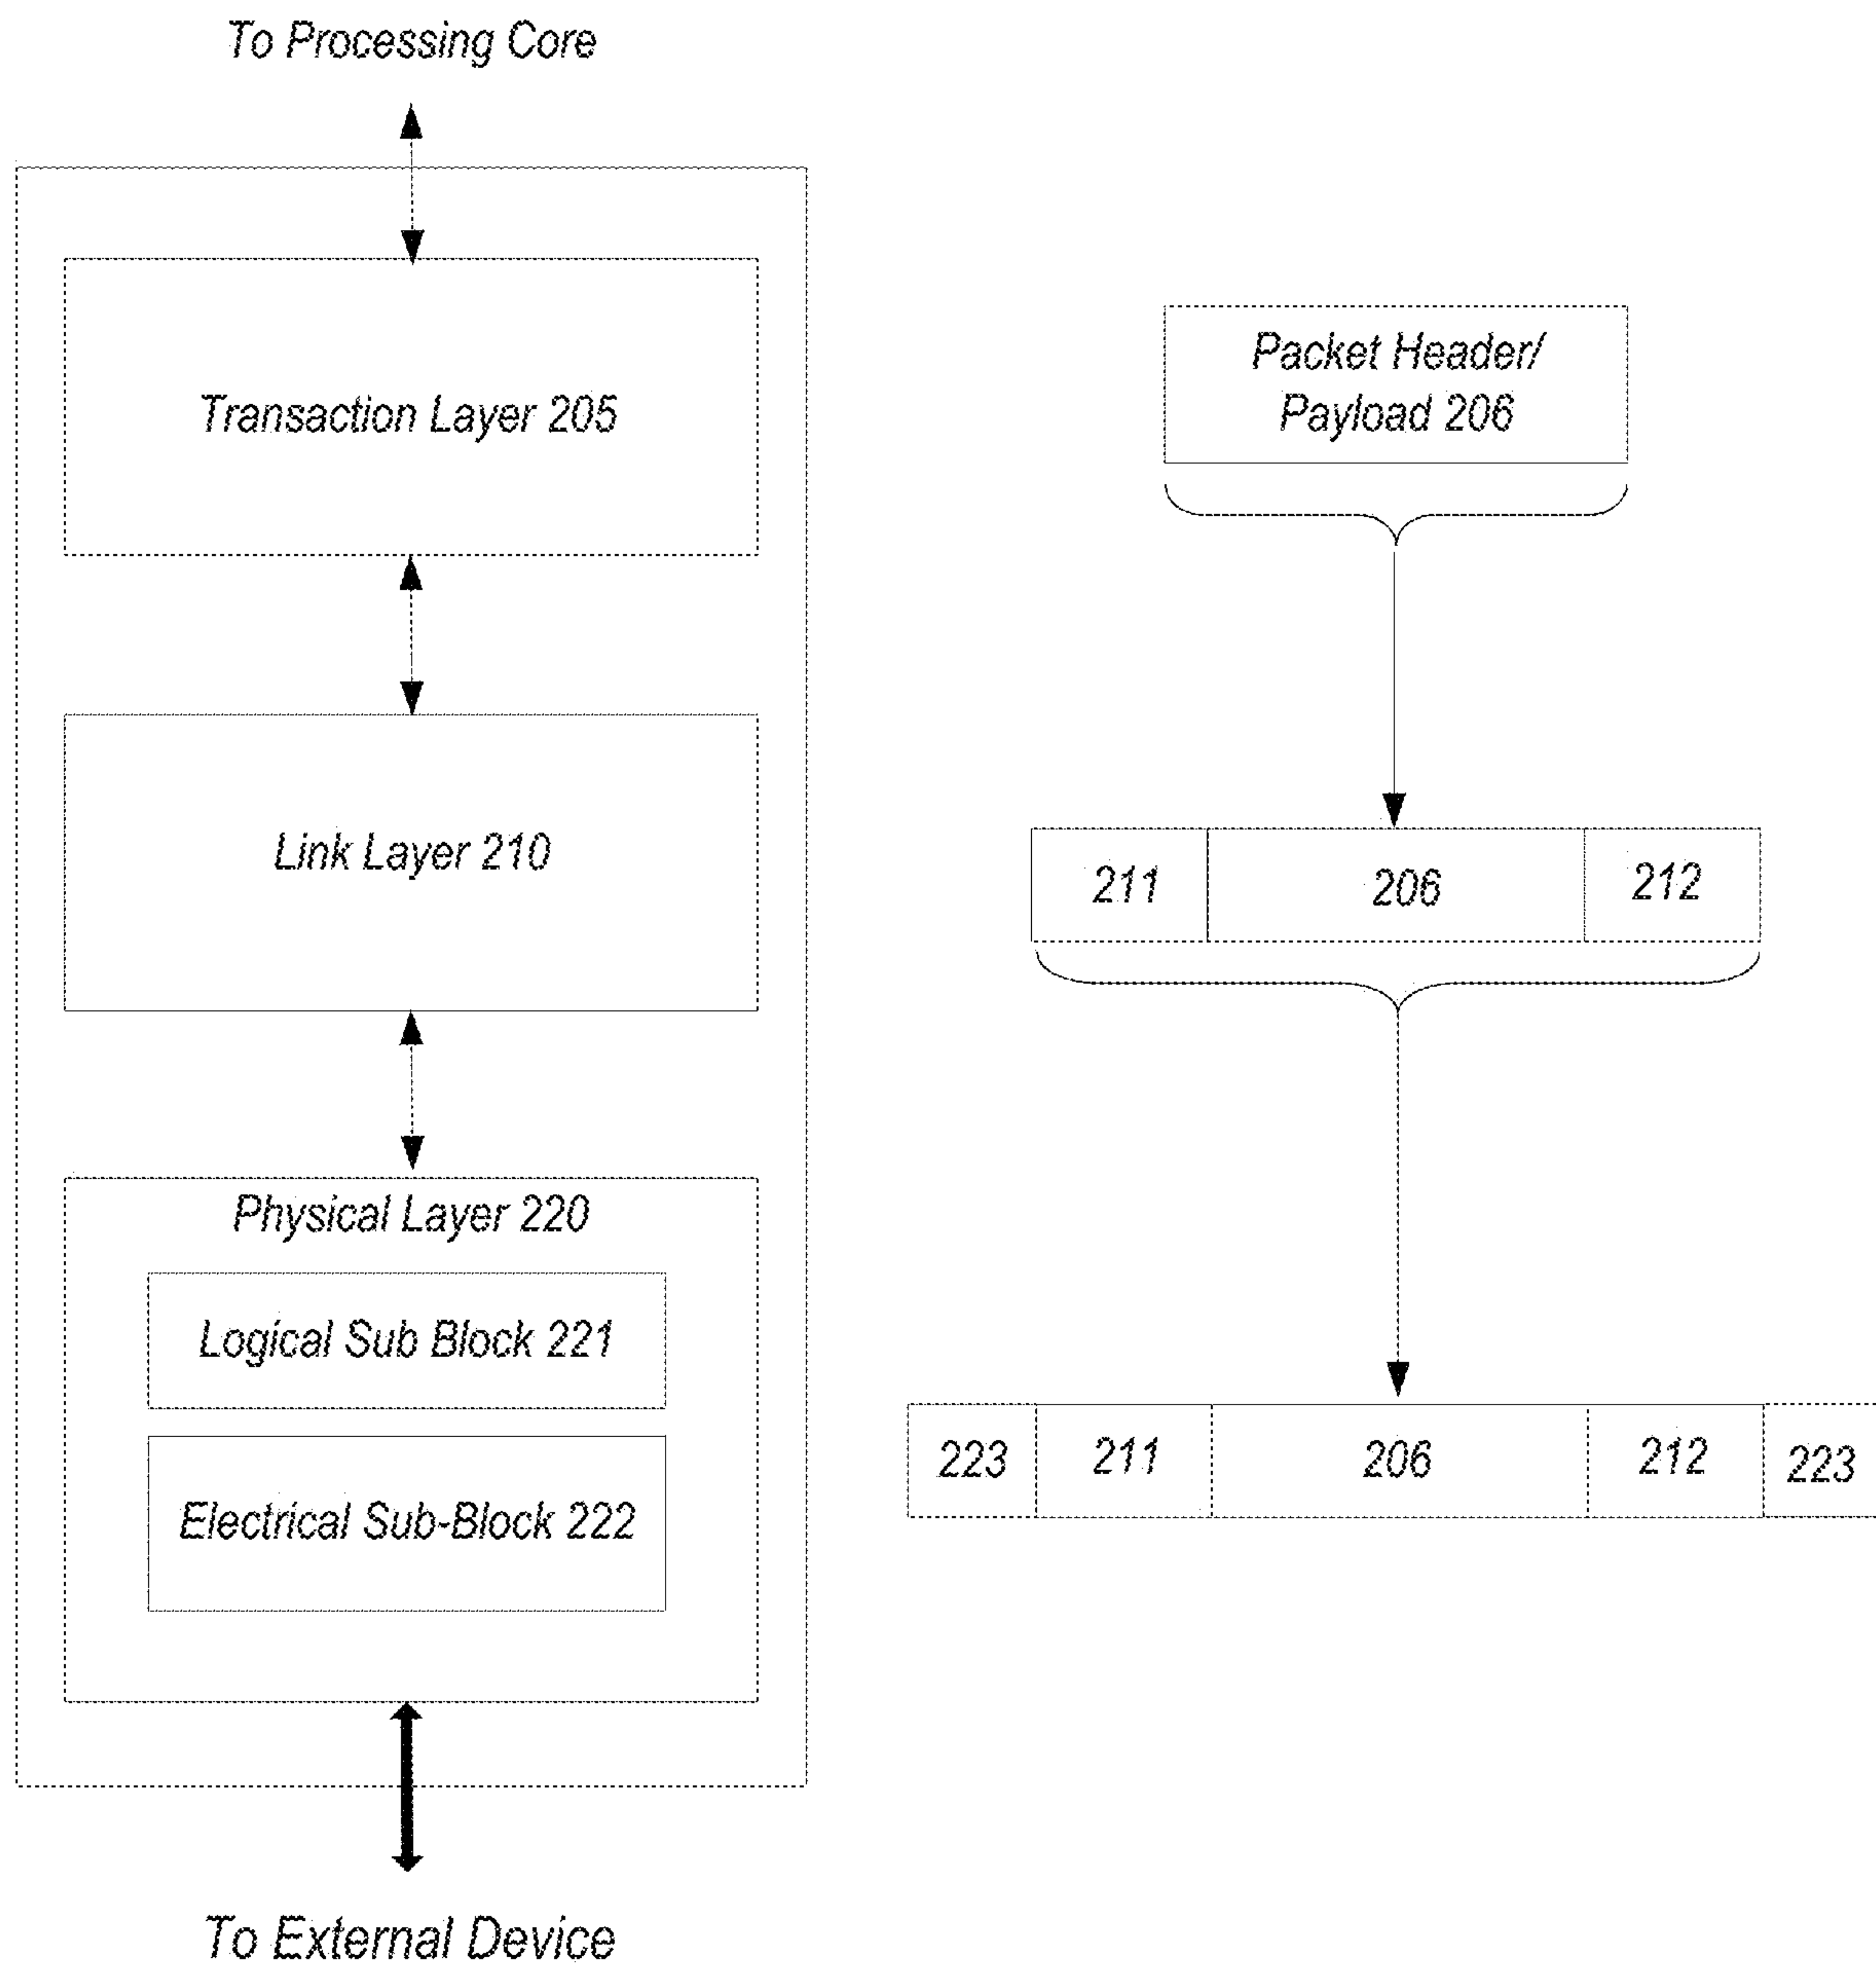 To Processing Core
Transaction Layer 205
Packet Header/
Payload 206
Link Layer 210
211 206 212
Physical Layer 220
Logical Sub Block 221
Electrical Sub-Block 222
223 211 206 212 223
To External Device